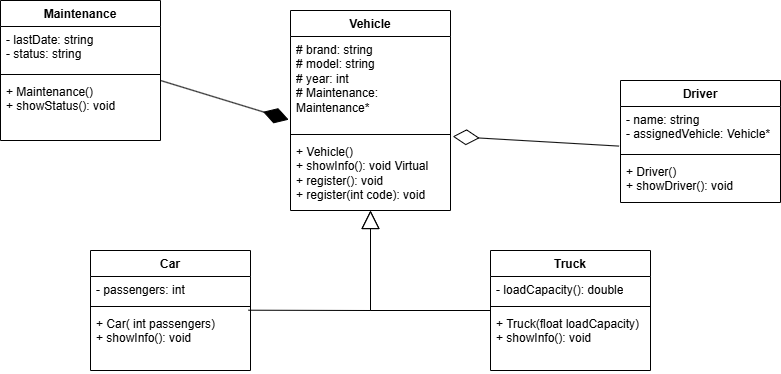 Maintenance
- lastDate: string
- status: string
+ Maintenance()
+ showStatus(): void
Vehicle
# brand: string
# model: string
# year: int
# Maintenance:
Maintenance*
+ Vehicle()
+ showInfo(): void Virtual
+ register(): void
+ register(int code): void
Driver
- name: string
- assignedVehicle: Vehicle*
+ Driver()
+ showDriver(): void
Car
- passengers: int
+ Car( int passengers)
+ showInfo(): void
Truck
- loadCapacity(): double
+ Truck(float loadCapacity)
+ showInfo(): void